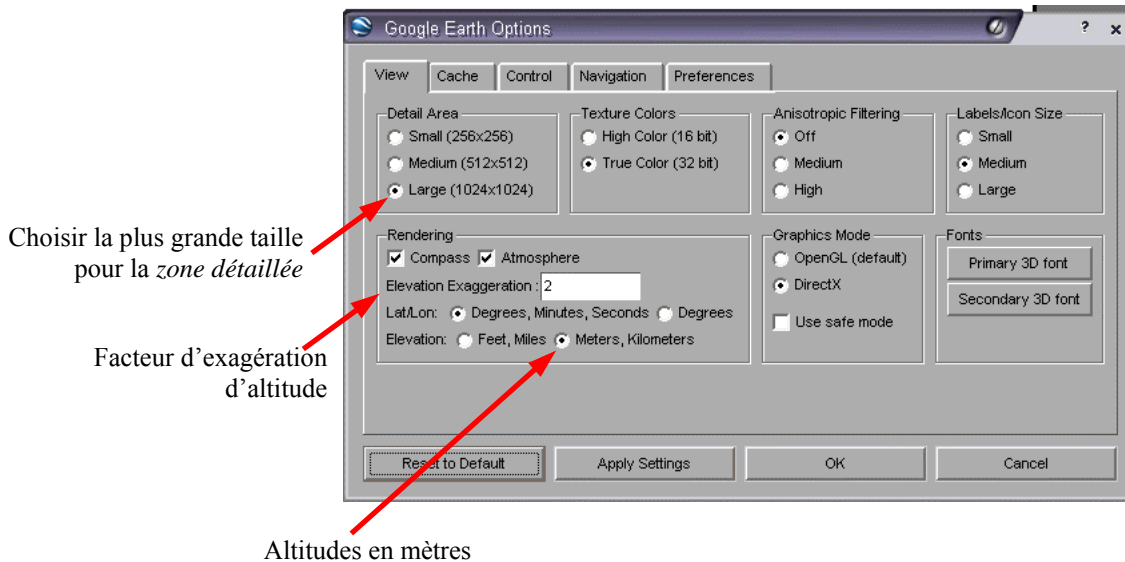 Google Earth Options
? x
View Cache Control Navigation Preferences
Detail Area
Small (256x256)
Medium (512x512)
Large (1024x1024)
Texture Colors
High Color (16 bit)
True Color (32 bit)
Anisotropic Filtering
Off
Medium
High
Labels/Icon Size
Small
Medium
Large
Choisir la plus grande taille
pour la zone détaillée
Rendering
Compass Atmosphere
Elevation Exaggeration : 2
Lat/Lon: Degrees, Minutes, Seconds Degrees
Elevation: Feet, Miles Meters, Kilometers
Graphics Mode
OpenGL (default)
DirectX
Use safe mode
Fonts
Primary 3D font
Secondary 3D font
Facteur d’exagération
d’altitude
Reset to Default Apply Settings OK Cancel
Altitudes en mètres